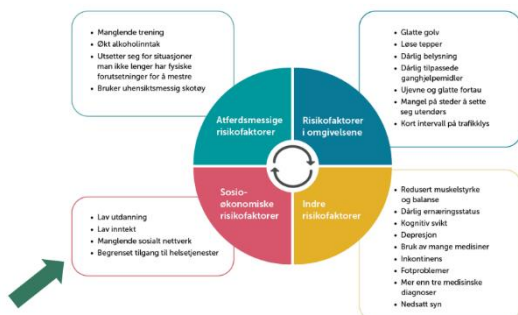 Manglende trening
Økt alkoholinntak
Utsetter seg for situasjoner
man ikke lenger har fysiske
forutsetninger for å mestre
Bruker uhensiktsmessig skotøy
Glatte golv
Løse tepper
Dårlig belysning
Dårlig tilpassede
ganghjelpemidler
Ujevne og glatte fortau
Mangel på steder å sette
seg utendørs
Kort intervall på trafikklys
Atferdsmessige
risikofaktorer
Risikofaktorer
i omgivelsene
Sosio-
økonomiske
risikofaktorer
Indre
risikofaktorer
Lav utdanning
Lav inntekt
Manglende sosialt nettverk
Begrenset tilgang til helsetjenester
Redusert muskelstyrke
og balanse
Dårlig ernæringsstatus
Kognitiv svikt
Depresjon
Bruk av mange medisiner
Inkontinens
Fotproblemer
Mer enn tre medisinske
diagnoser
Nedsatt syn